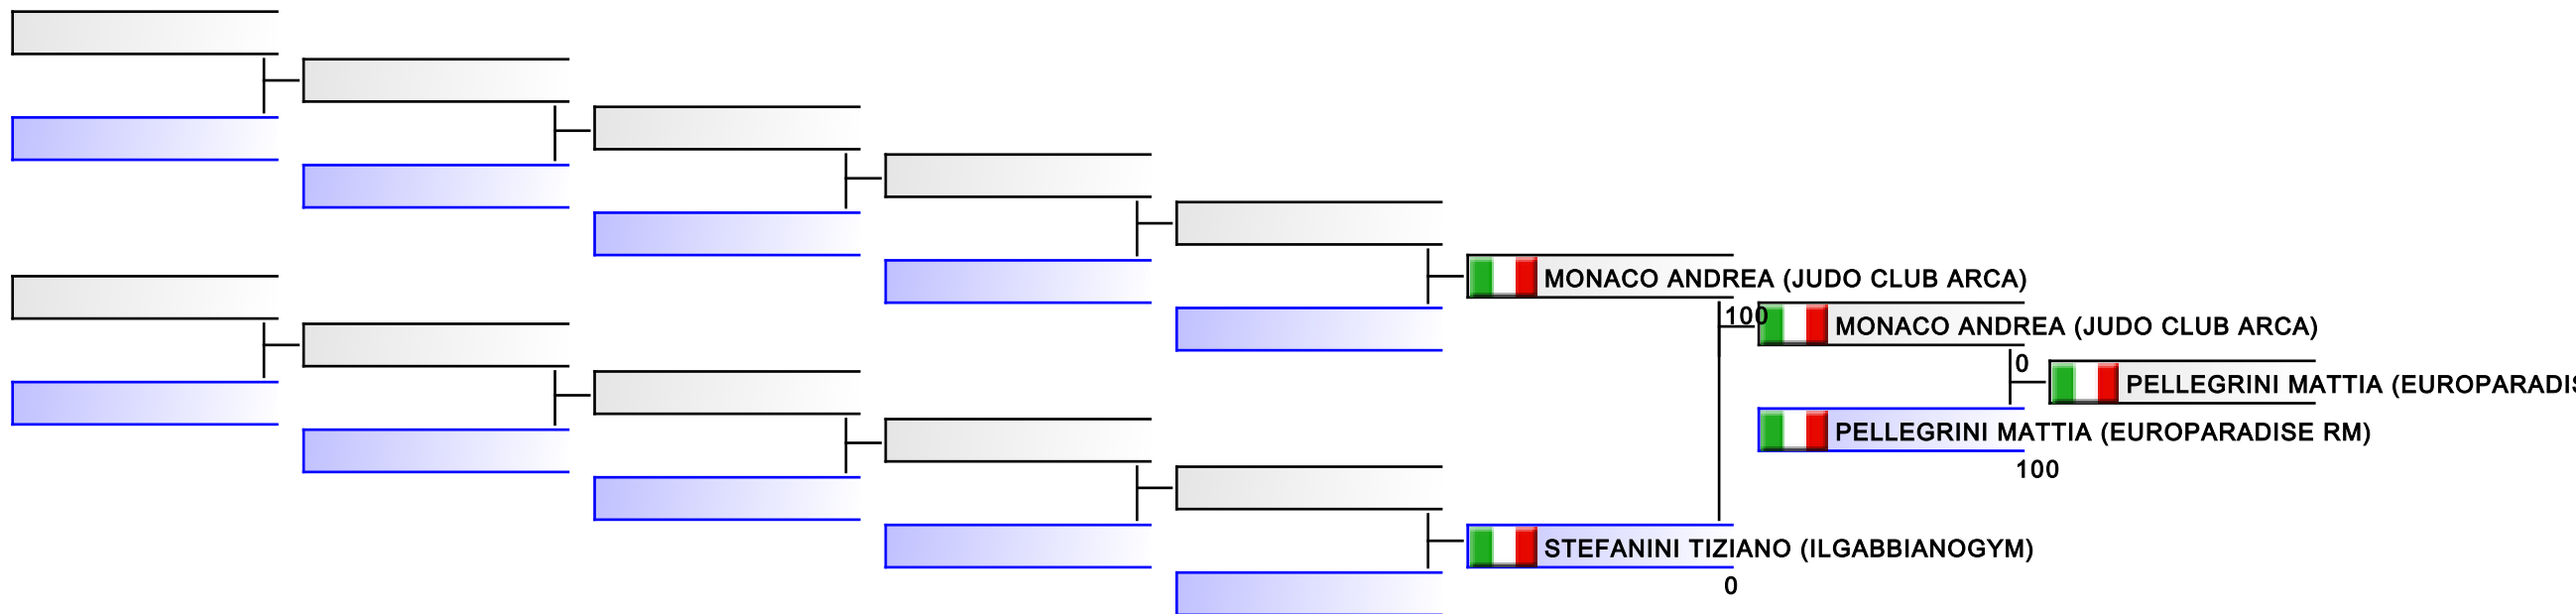 MONACO ANDREA (JUDO CLUB ARCA)
100
MONACO ANDREA (JUDO CLUB ARCA)
0
PELLEGRINI MATTIA (EUROPARADIS
PELLEGRINI MATTIA (EUROPARADISE RM)
100
STEFANINI TIZIANO (ILGABBIANOGYM)
0